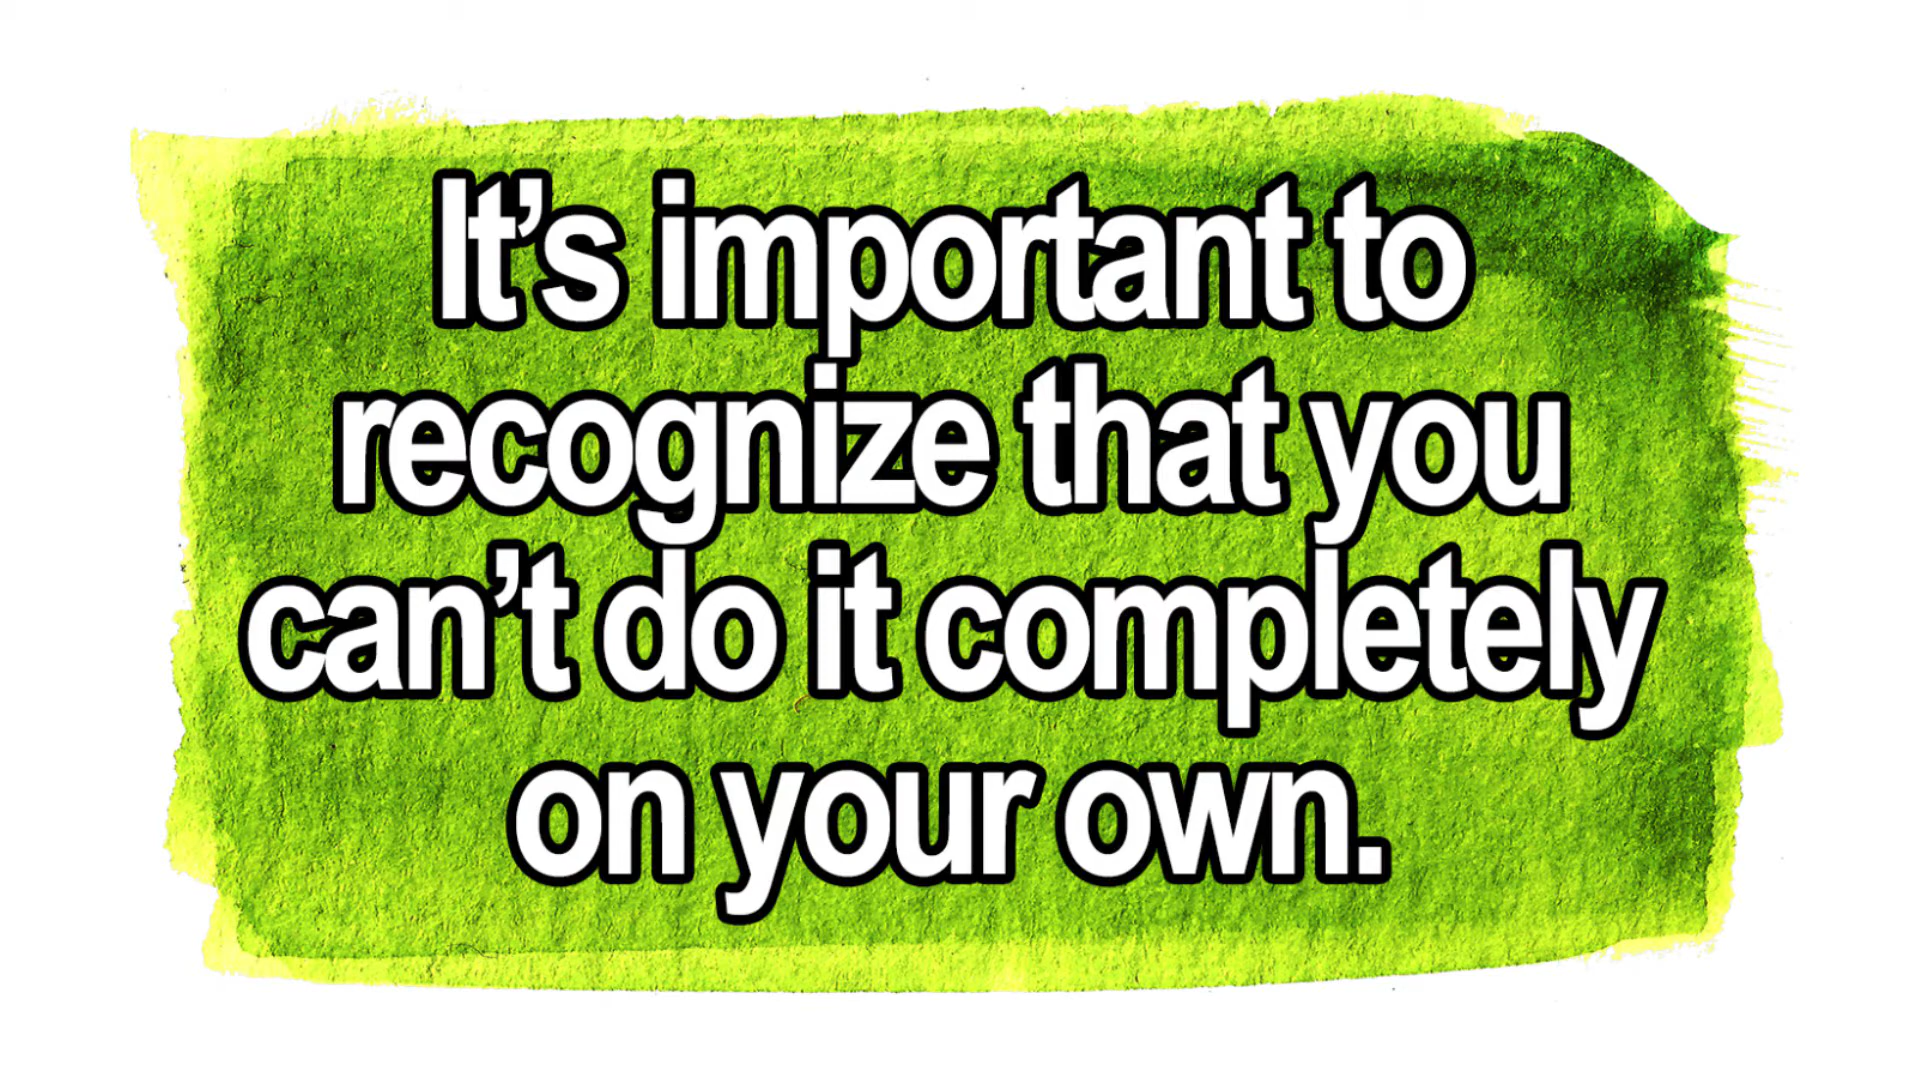 It’s important to
recognize that you
can’t do it completely
on your own.